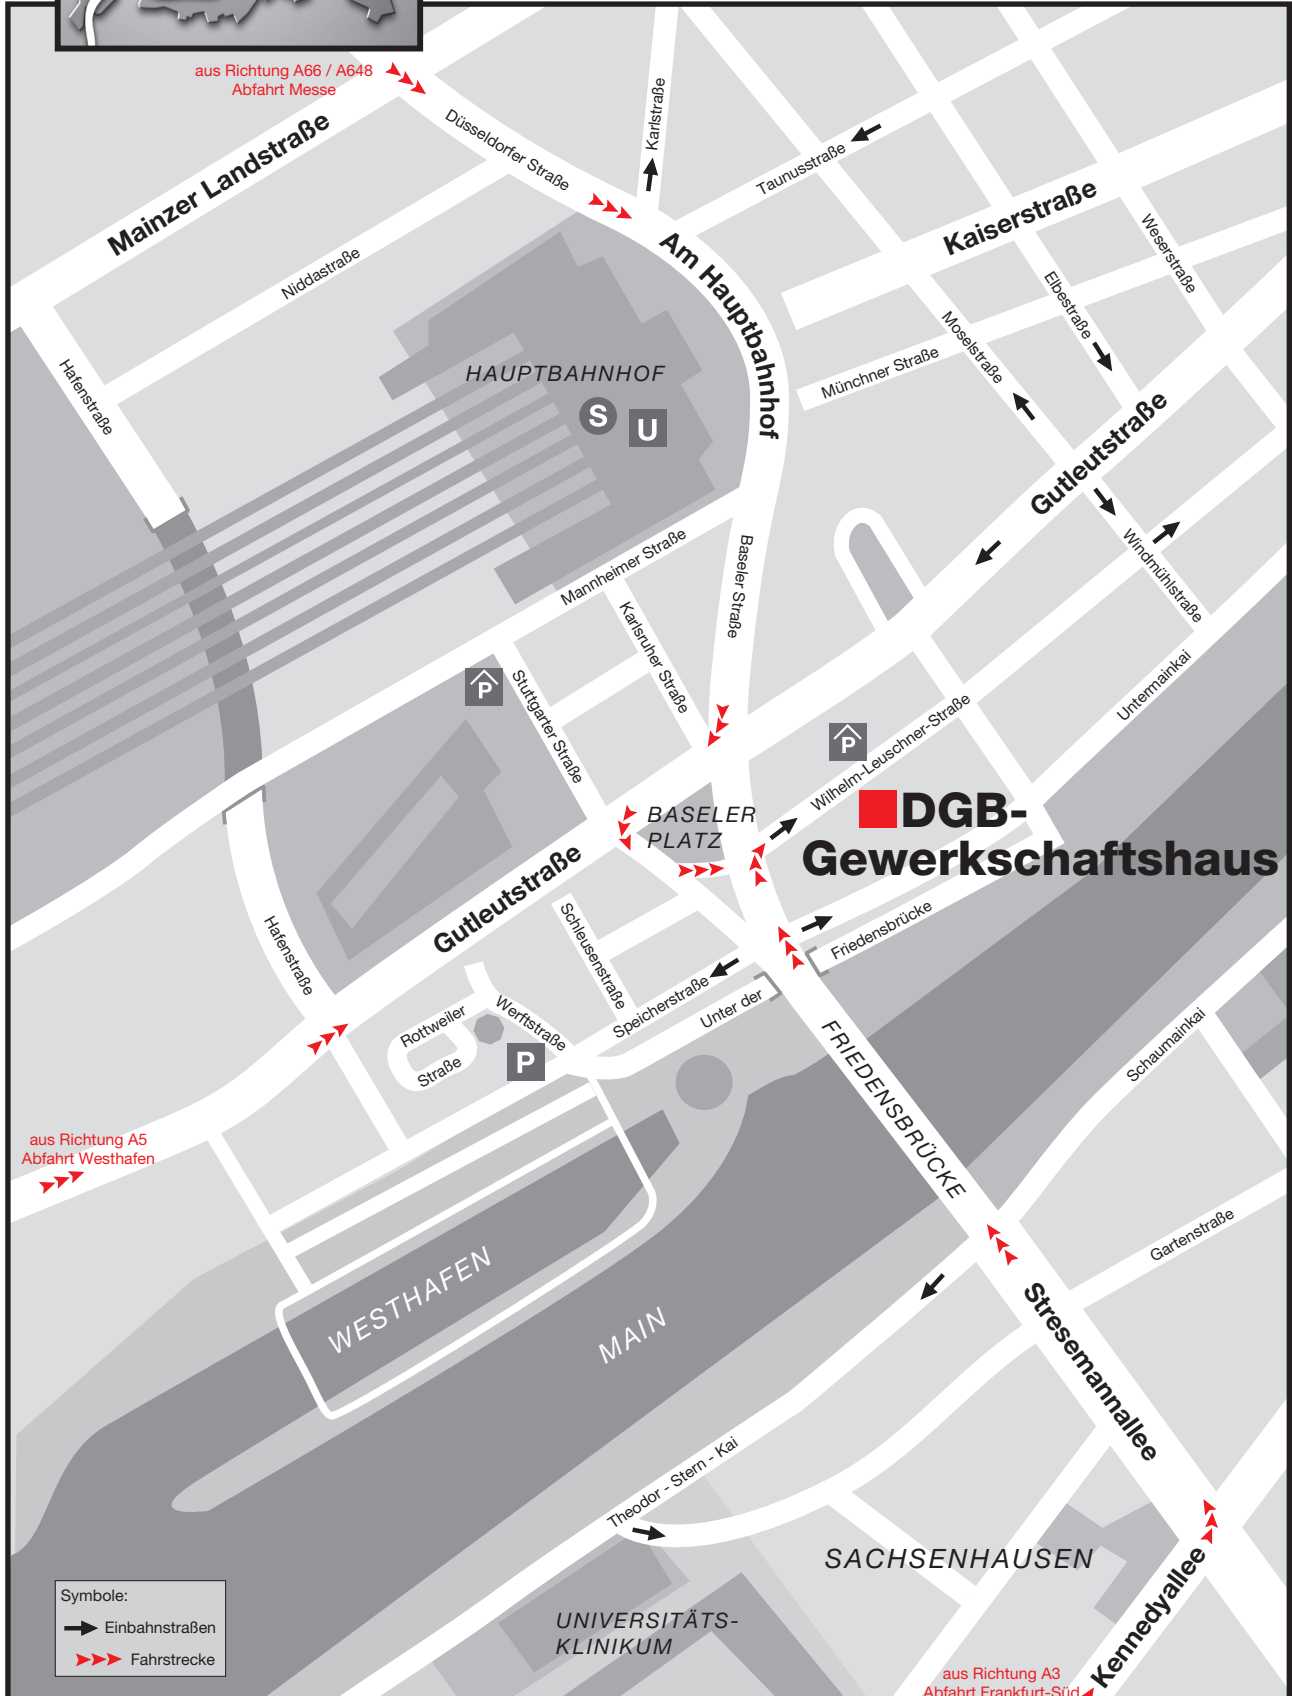 aus Richtung A66 / A648
Abfahrt Messe
Mainzer Landstraße
Düsseldorfer Straße
Karlstraße
Taunusstraße
Kaiserstraße
Weserstraße
Niddastraße
Am Hauptbahnhof
Elbestraße
Moselstraße
Hafenstraße
HAUPTBAHNHOF
S
U
Münchner Straße
Gutleutstraße
Windmühlstraße
Mannheimer Straße
Baseler Straße
Karlsruher Straße
Untermainkai
P
Stuttgarter Straße
P
Wilhelm-Leuschner-Straße
BASELER
PLATZ
DGB-
Gewerkschaftshaus
Gutleutstraße
Hafenstraße
Schleusenstraße
Friedensbrücke
Speicherstraße
Unter der
Rottweiler
Straße
Werftstraße
P
FRIEDENSBRÜCKE
Schaumainkai
aus Richtung A5
Abfahrt Westhafen
Gartenstraße
WESTHAFEN
MAIN
Stresemannallee
Theodor - Stern - Kai
SACHSENHAUSEN
UNIVERSITÄTS-
KLINIKUM
Kennedyallee
aus Richtung A3
Abfahrt Frankfurt-Süd
Symbole:
Einbahnstraßen
Fahrstrecke